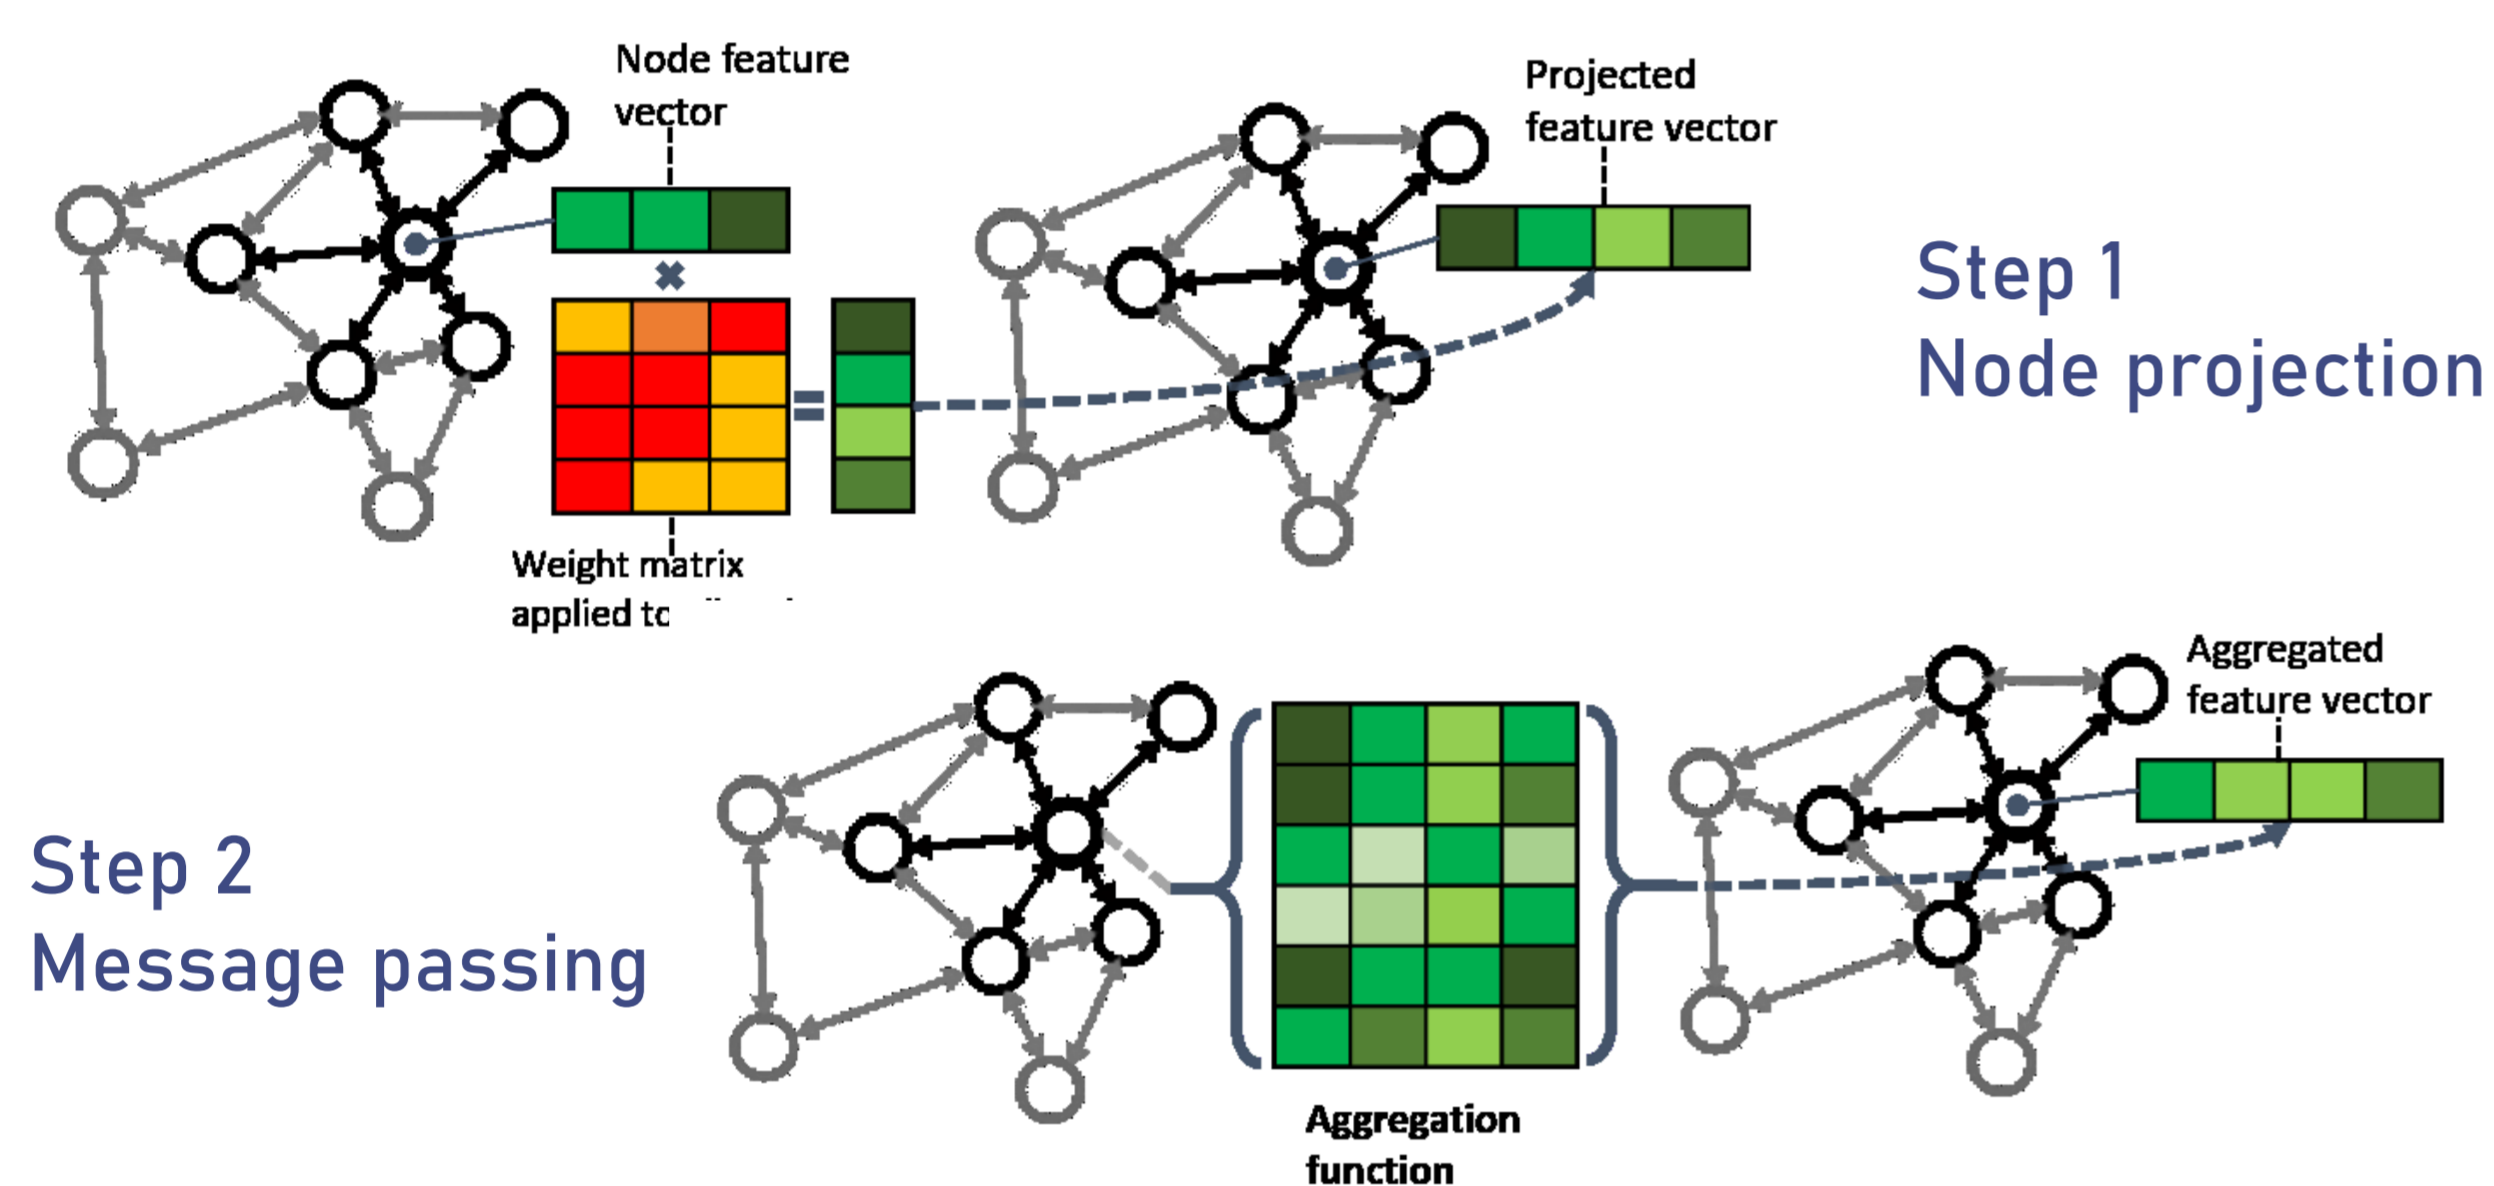 Node feature
vector
Projected
feature vector
Step 1
Node projection
Weight matrix
applied to
Aggregated
feature vector
Step 2
Message passing
Aggregation
function